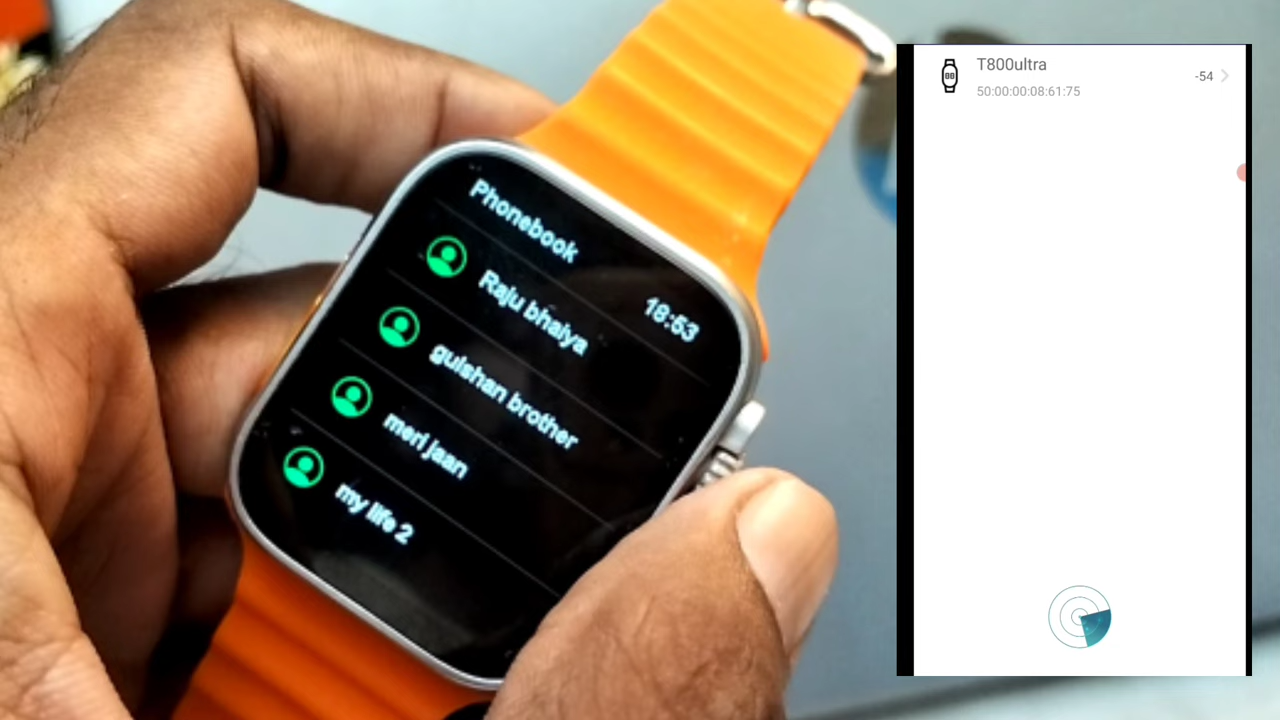 Phonebook
18:53
Raju bhaiya
gulshan brother
meri jaan
my life 2
T800ultra
50:00:00:08:61:75
-54